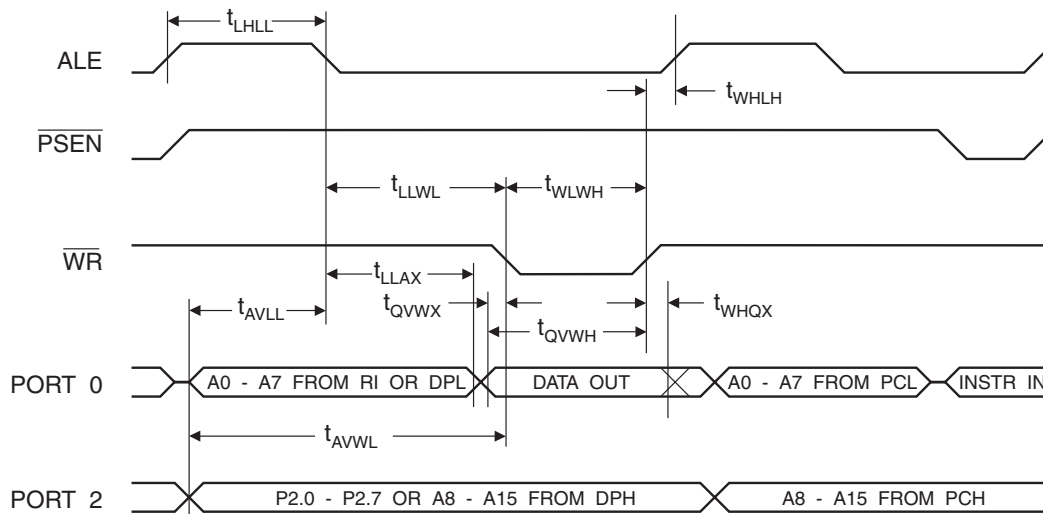 tLHLL
ALE
tWHLH
PSEN
tLLWL
tWLWH
WR
tLLAX
tAVLL
tQVWX
tWHQX
tQVWH
PORT 0
A0 - A7 FROM RI OR DPL
DATA OUT
A0 - A7 FROM PCL
INSTR IN
tAVWL
PORT 2
P2.0 - P2.7 OR A8 - A15 FROM DPH
A8 - A15 FROM PCH